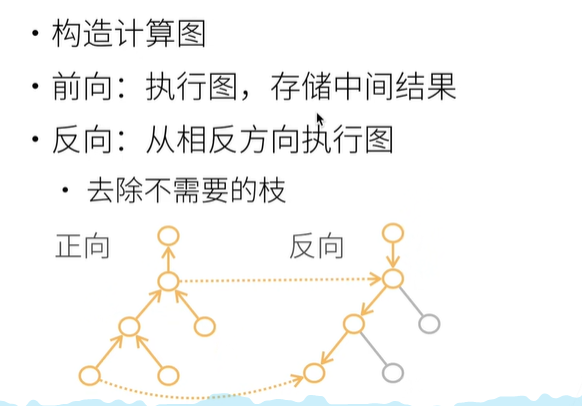 • 构造计算图
• 前向：执行图，存储中间结果
• 反向：从相反方向执行图
• 去除不需要的枝
正向 反向